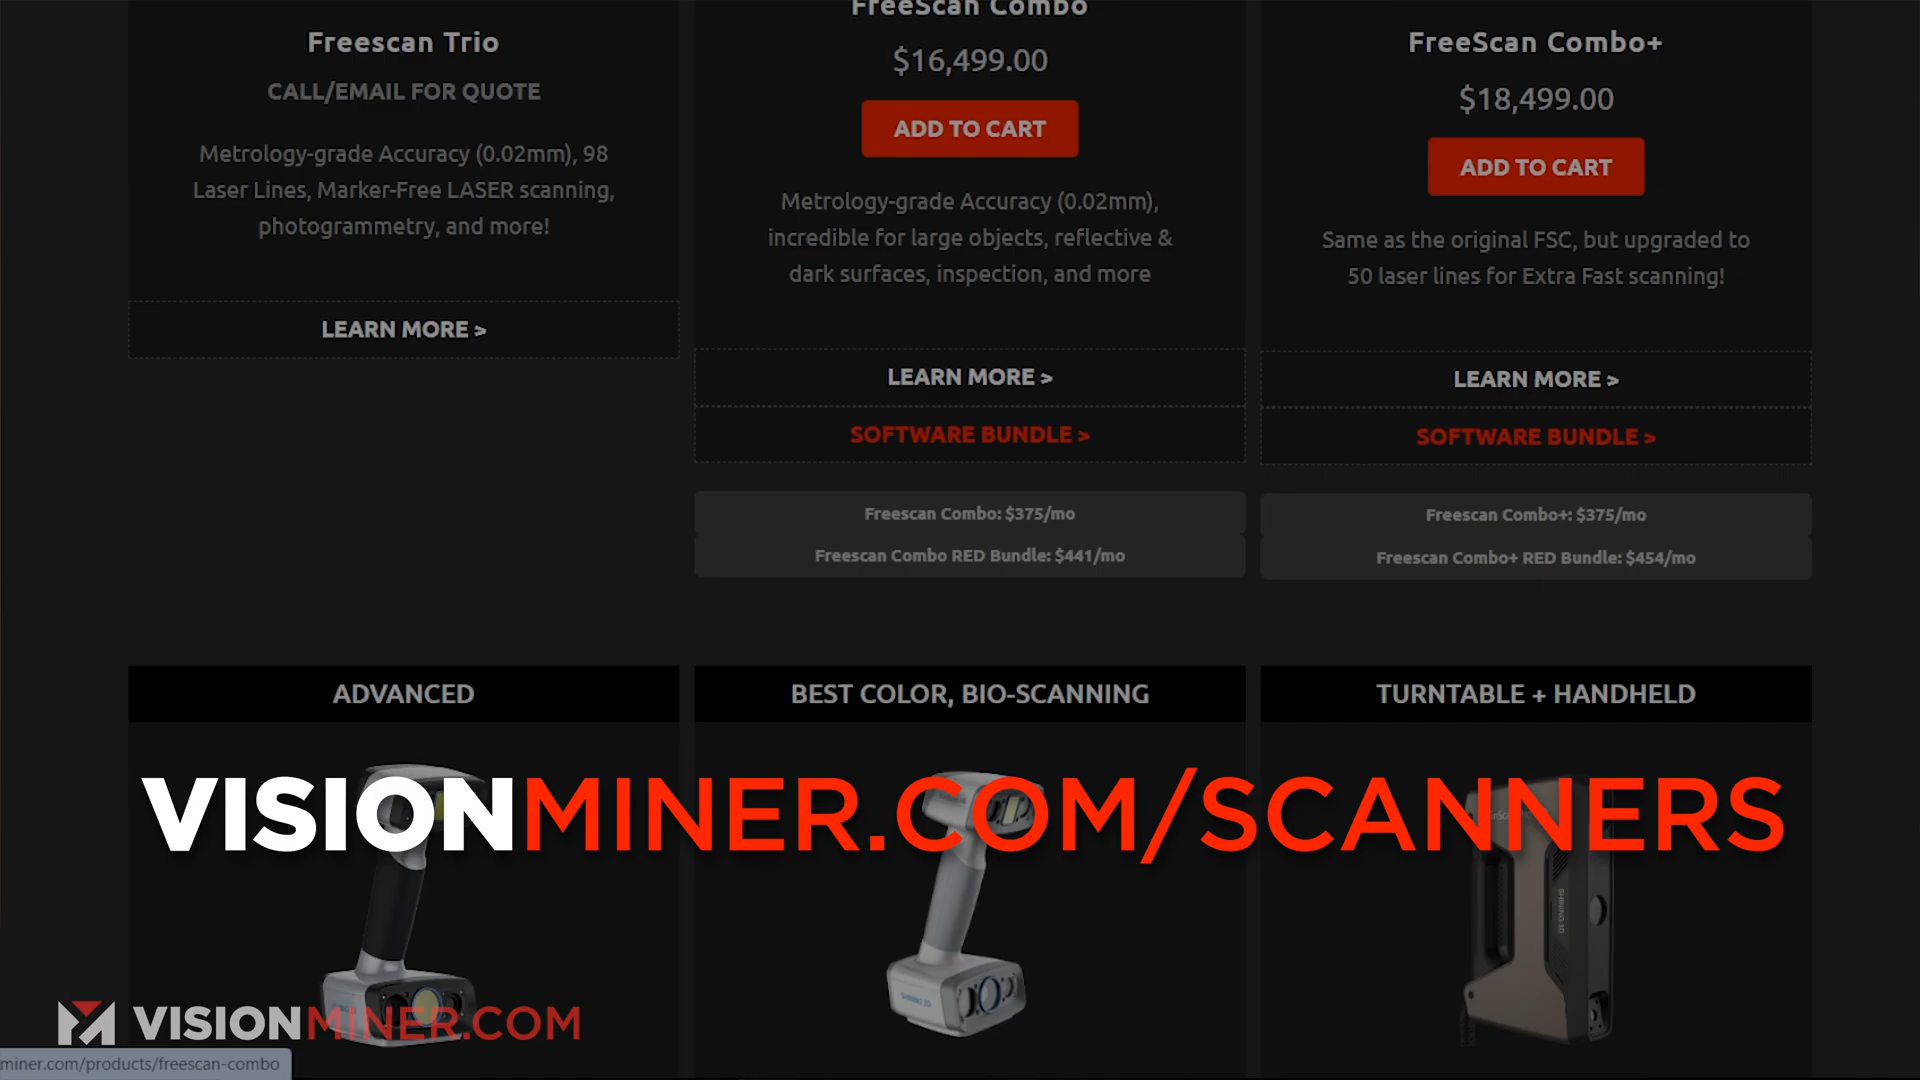 Freescan Trio
CALL/EMAIL FOR QUOTE
Metrology-grade Accuracy (0.02mm), 98
Laser Lines, Marker-Free LASER scanning,
photogrammetry, and more!
LEARN MORE >
FreeScan Combo
$16,499.00
ADD TO CART
Metrology-grade Accuracy (0.02mm),
incredible for large objects, reflective &
dark surfaces, inspection, and more
LEARN MORE >
SOFTWARE BUNDLE >
Freescan Combo: $375/mo
Freescan Combo RED Bundle: $441/mo
FreeScan Combo+
$18,499.00
ADD TO CART
Same as the original FSC, but upgraded to
50 laser lines for Extra Fast scanning!
LEARN MORE >
SOFTWARE BUNDLE >
Freescan Combo+: $375/mo
Freescan Combo+ RED Bundle: $454/mo
ADVANCED
BEST COLOR, BIO-SCANNING
TURNTABLE + HANDHELD
VISIONMINER.COM/SCANNERS
SHINING 3D
SHINING 3D
VISIONMINER.COM
miner.com/products/freescan-combo